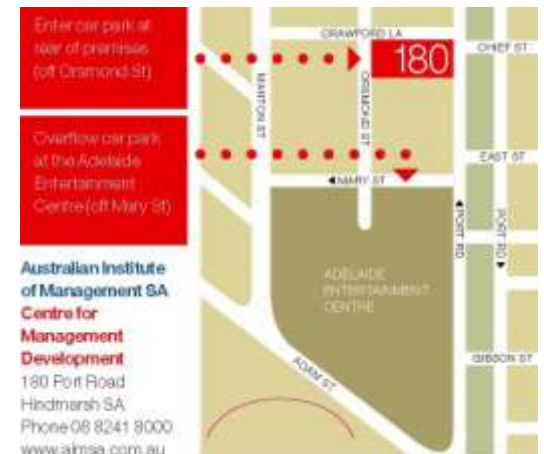 Enter car park at
rear of premises
(off Orsmond St)
Overflow car park
at the Adelaide
Entertainment
Centre (off Mary St)
Australian Institute
of Management SA
Centre for
Management
Development
180 Port Road
Hindmarsh SA
Phone 08 8241 8000
www.aimsa.com.au
CRAWFORD LA
180
CHIEF ST
MANTON ST
ORSMOND ST
EAST ST
MARY ST
PORT RD
PORT RD
ADELAIDE
ENTERTAINMENT
CENTRE
GIBSON ST
ADAM ST